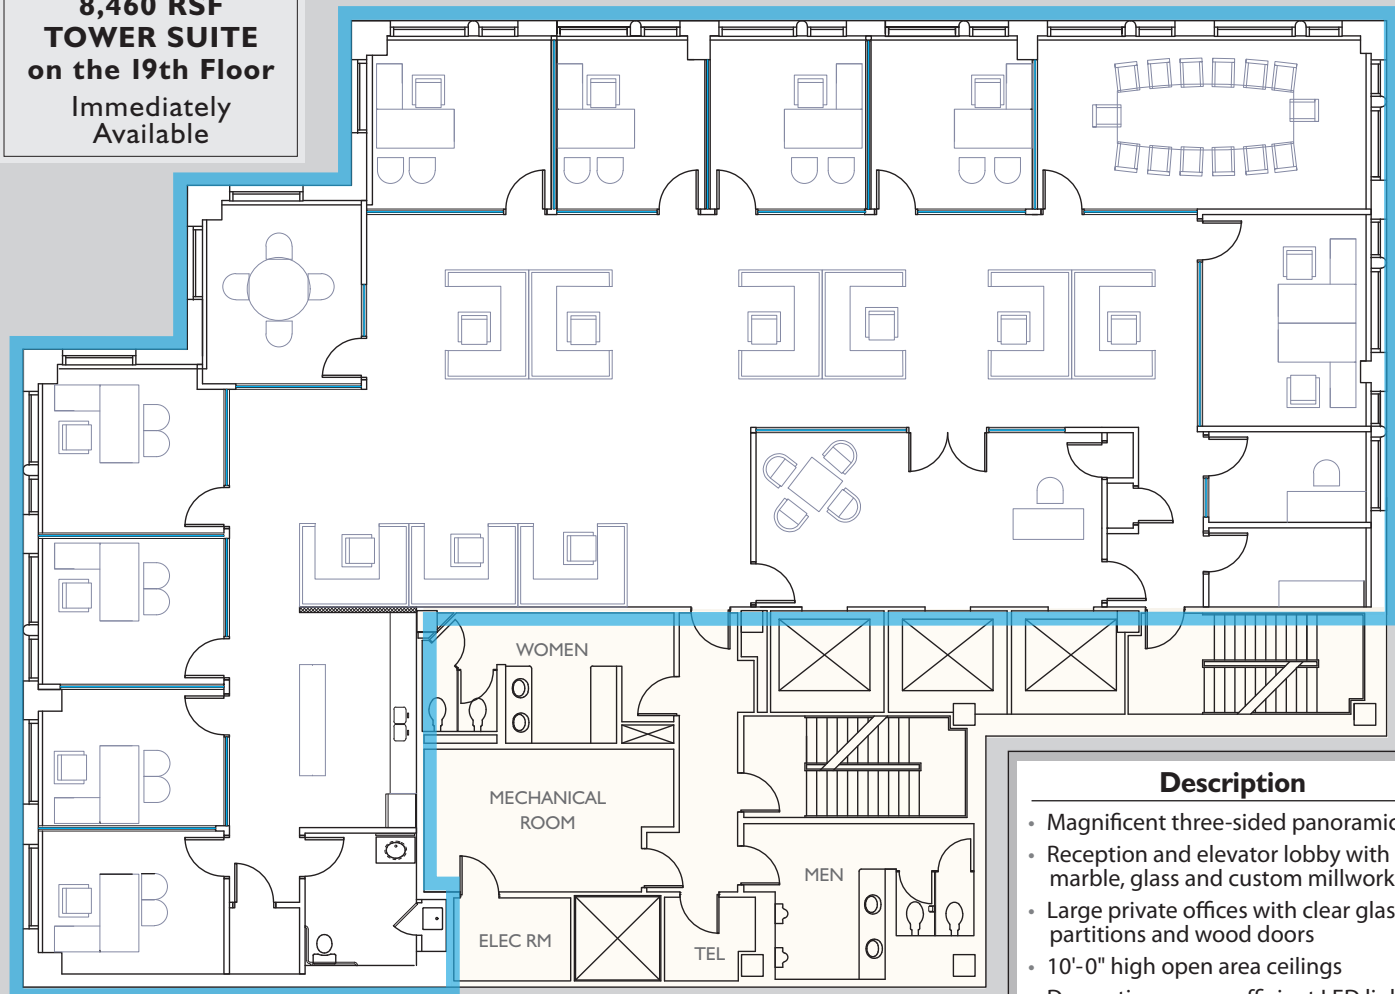 8,460 RSF
TOWER SUITE
on the 19th Floor
Immediately
Available
WOMEN
MECHANICAL
ROOM
MEN
ELEC RM
TEL
Description
• Magnificent three-sided panoramic
• Reception and elevator lobby with
marble, glass and custom millwork
• Large private offices with clear glas
partitions and wood doors
• 10'-0" high open area ceilings